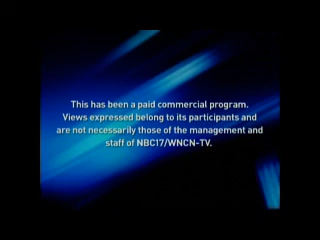 This has been a paid commercial program.
Views expressed belong to its participants and
are not necessarily those of the management and
staff of NBC17/WNCN-TV.